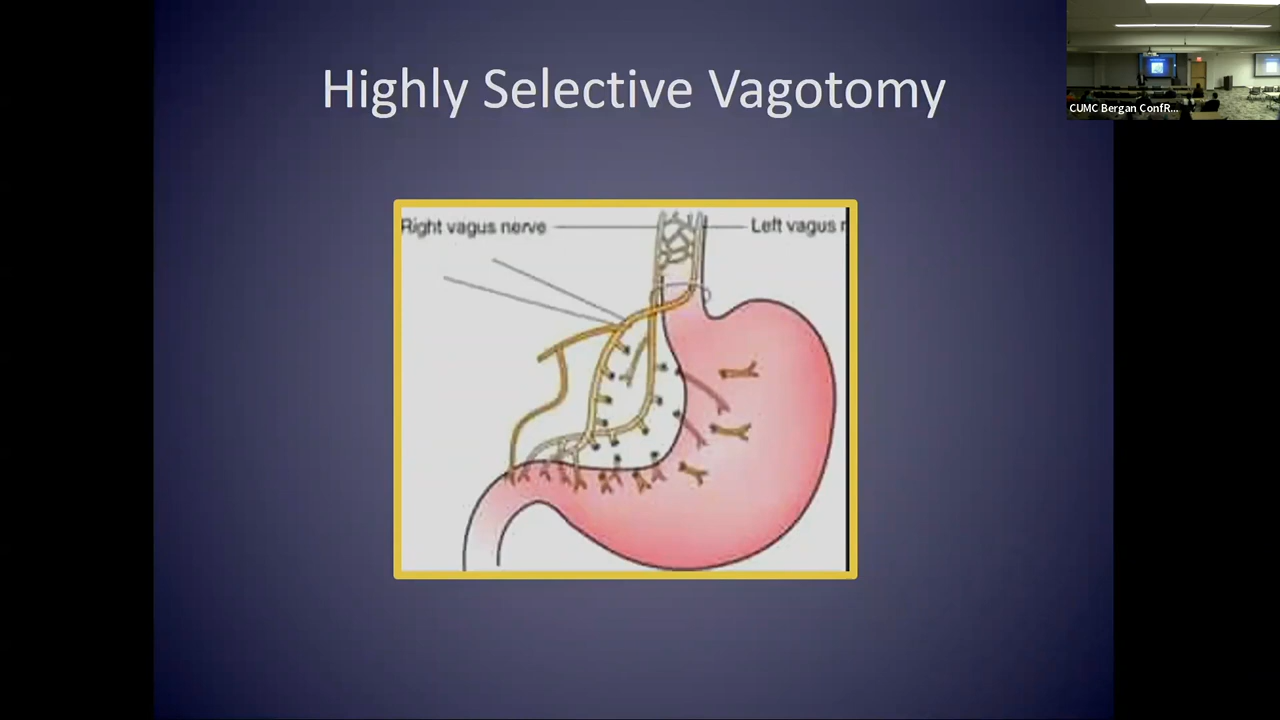 Highly Selective Vagotomy
CUMC Bergan ConfR...
Right vagus nerve
Left vagus